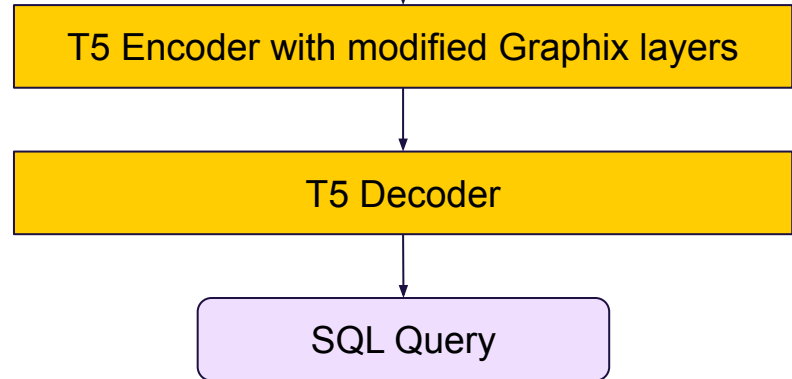 T5 Encoder with modified Graphix layers
T5 Decoder
SQL Query